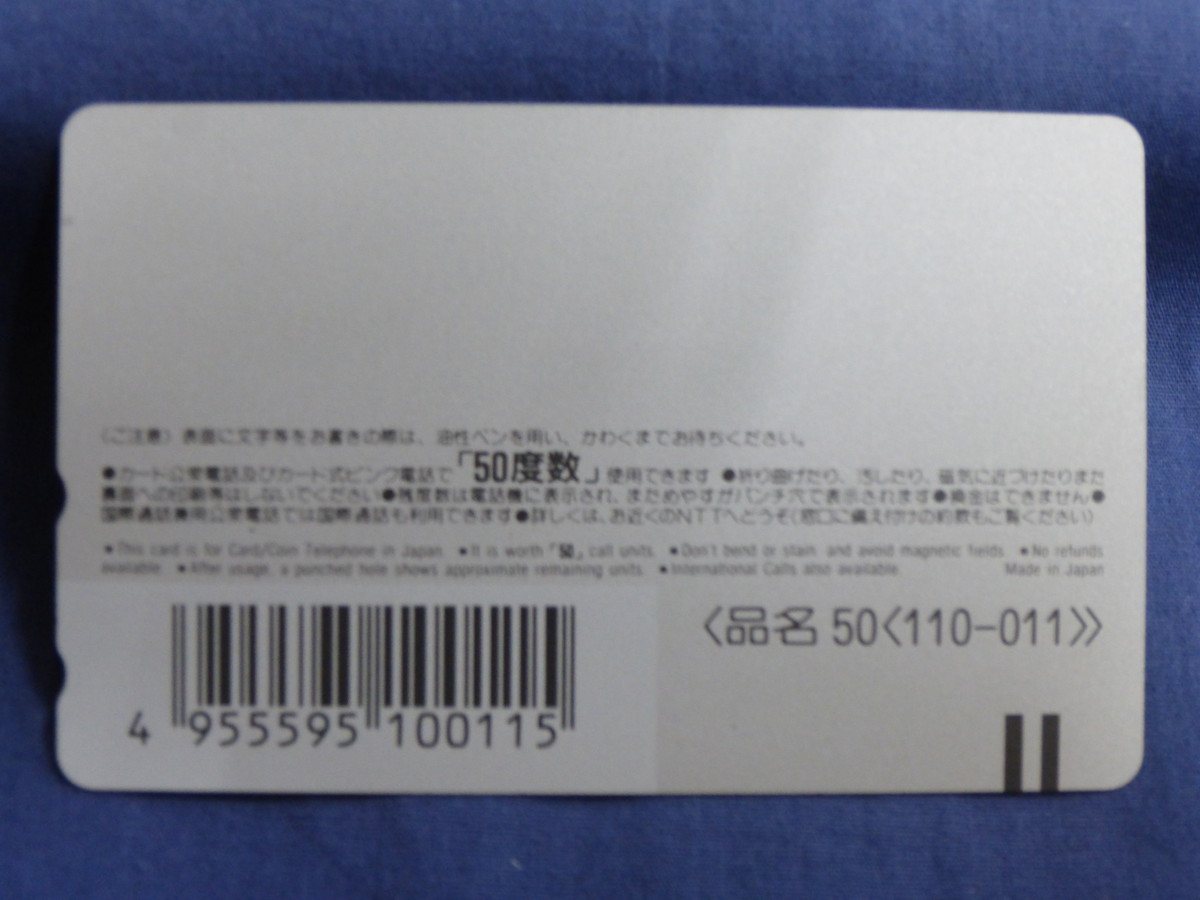 〈ご注意〉表面に文字等をお書きの際は、油性ペンを用い、かわくまでお待ちください。
●カード公衆電話及びカード式ピンク電話で「50度数」使用できます ●折り曲げたり、汚したり、磁気に近づけたりまた
裏面への印刷等はしないでください●残度数は電話機に表示され、まためやすがパンチ穴で表示されます●換金はできません●
国際通話兼用公衆電話では国際通話も利用できます●詳しくは、お近くのNTTへどうぞ(窓口に備え付けの約款もご覧ください)
●This card is for Card/Coin Telephone in Japan. ●It is worth「50」call units. ●Don't bend or stain and avoid magnetic fields. ●No refunds
available. ●After usage, a punched hole shows approximate remaining units. ●International Calls also available. Made in Japan
〈品名 50〈110-011〉〉
4 955595 100115